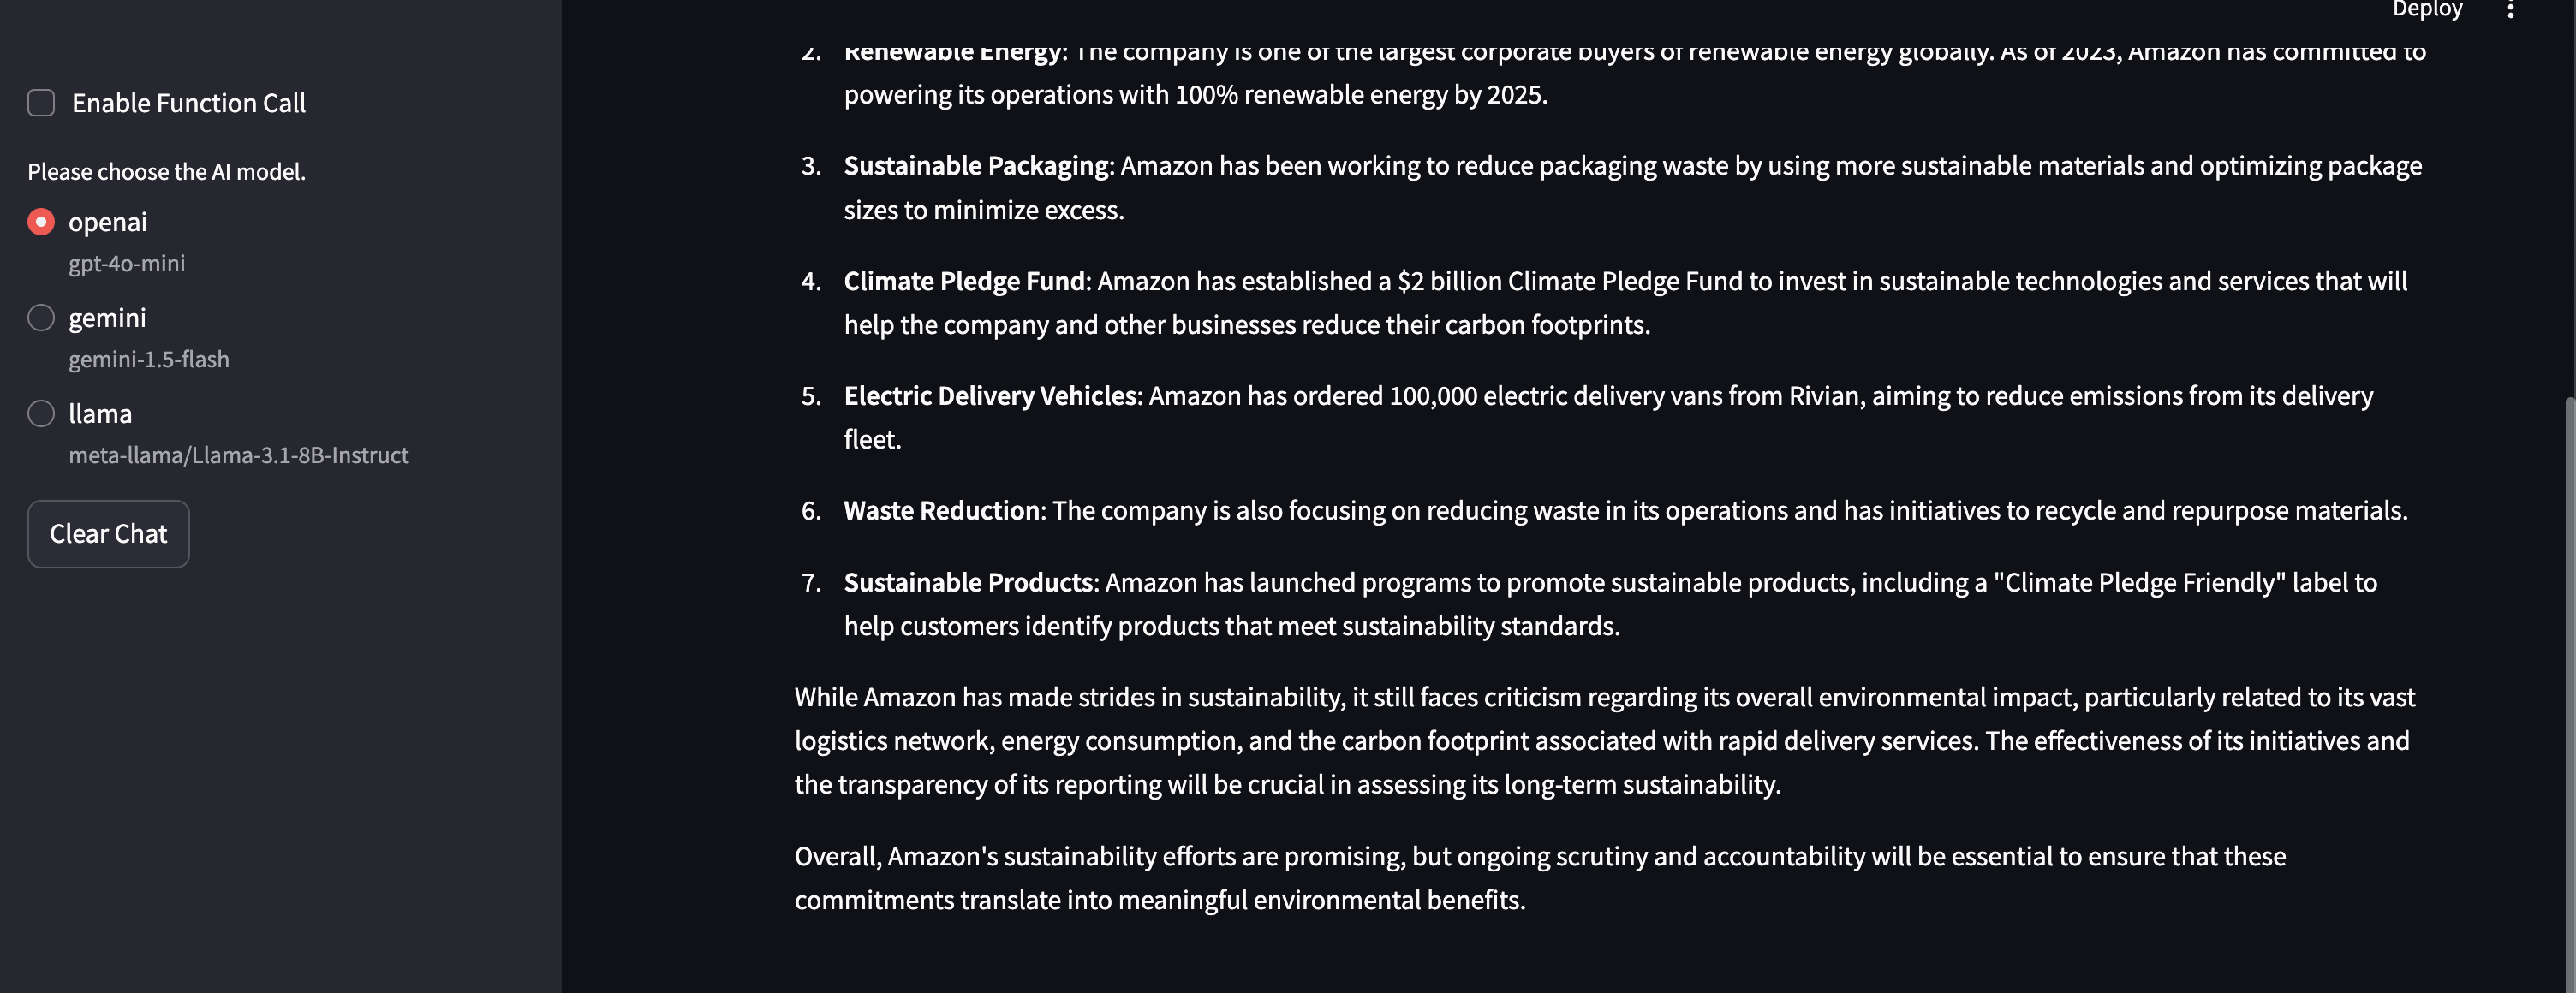 Deploy
Enable Function Call
Please choose the AI model.
openai
gpt-4o-mini
gemini
gemini-1.5-flash
llama
meta-llama/Llama-3.1-8B-Instruct
Clear Chat
2. Renewable Energy: The company is one of the largest corporate buyers of renewable energy globally. As of 2023, Amazon has committed to
powering its operations with 100% renewable energy by 2025.
3. Sustainable Packaging: Amazon has been working to reduce packaging waste by using more sustainable materials and optimizing package
sizes to minimize excess.
4. Climate Pledge Fund: Amazon has established a $2 billion Climate Pledge Fund to invest in sustainable technologies and services that will
help the company and other businesses reduce their carbon footprints.
5. Electric Delivery Vehicles: Amazon has ordered 100,000 electric delivery vans from Rivian, aiming to reduce emissions from its delivery
fleet.
6. Waste Reduction: The company is also focusing on reducing waste in its operations and has initiatives to recycle and repurpose materials.
7. Sustainable Products: Amazon has launched programs to promote sustainable products, including a "Climate Pledge Friendly" label to
help customers identify products that meet sustainability standards.
While Amazon has made strides in sustainability, it still faces criticism regarding its overall environmental impact, particularly related to its vast
logistics network, energy consumption, and the carbon footprint associated with rapid delivery services. The effectiveness of its initiatives and
the transparency of its reporting will be crucial in assessing its long-term sustainability.
Overall, Amazon's sustainability efforts are promising, but ongoing scrutiny and accountability will be essential to ensure that these
commitments translate into meaningful environmental benefits.